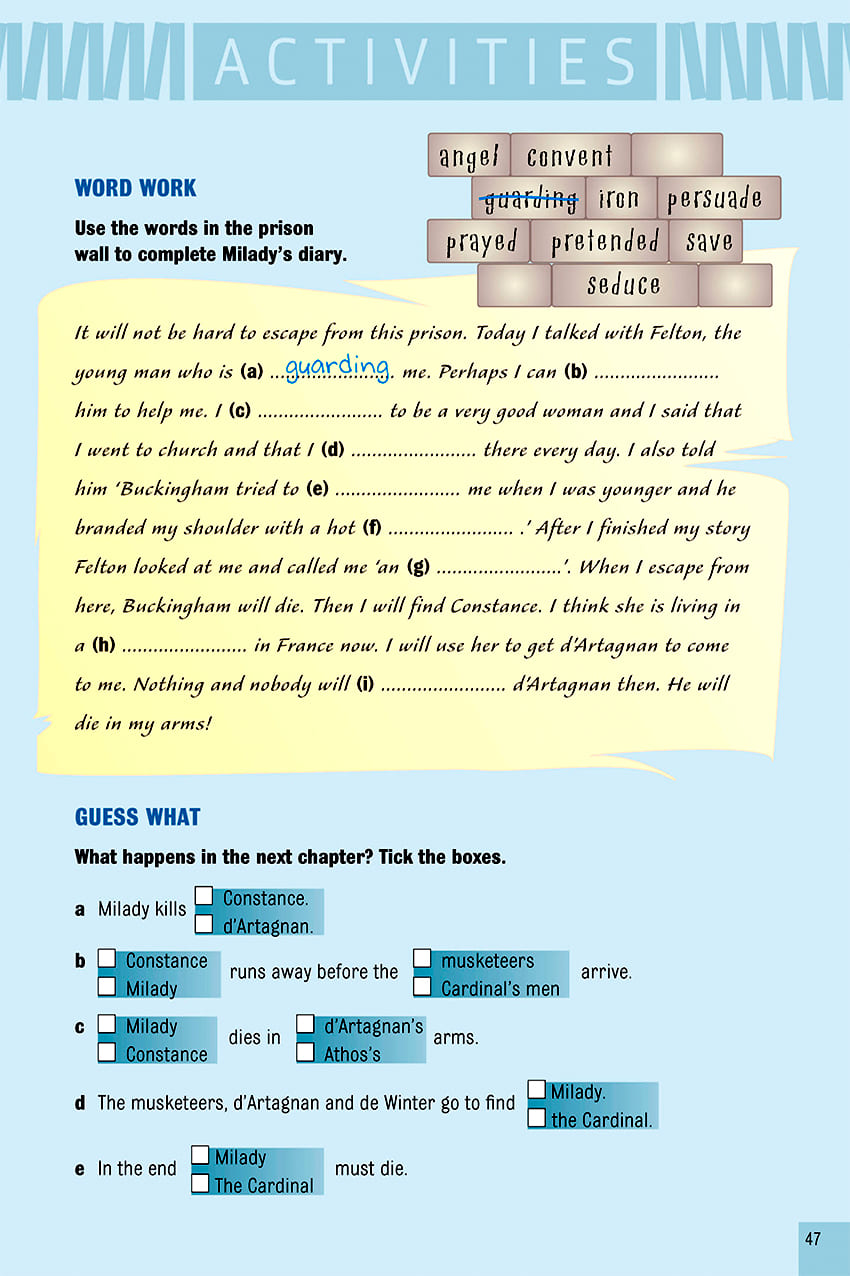 ACTIVITIES
angel convent
WORD WORK
guarding iron persuade
Use the words in the prison
wall to complete Milady's diary.
prayed pretended save
seduce
It will not be hard to escape from this prison. Today I talked with Felton, the
young man who is (a) ...guarding... me. Perhaps I can (b) ........................
him to help me. I (c) ........................ to be a very good woman and I said that
I went to church and that I (d) ........................ there every day. I also told
him ‘Buckingham tried to (e) ........................ me when I was younger and he
branded my shoulder with a hot (f) ........................ .’ After I finished my story
Felton looked at me and called me ‘an (g) ........................’. When I escape from
here, Buckingham will die. Then I will find Constance. I think she is living in
a (h) ........................ in France now. I will use her to get d’Artagnan to come
to me. Nothing and nobody will (i) ........................ d’Artagnan then. He will
die in my arms!
GUESS WHAT
What happens in the next chapter? Tick the boxes.
a Milady kills
Constance.
d’Artagnan.
b
Constance
Milady
runs away before the
musketeers
Cardinal’s men
arrive.
c
Milady
Constance
dies in
d’Artagnan’s
Athos’s
arms.
d The musketeers, d’Artagnan and de Winter go to find
Milady.
the Cardinal.
e In the end
Milady
The Cardinal
must die.
47